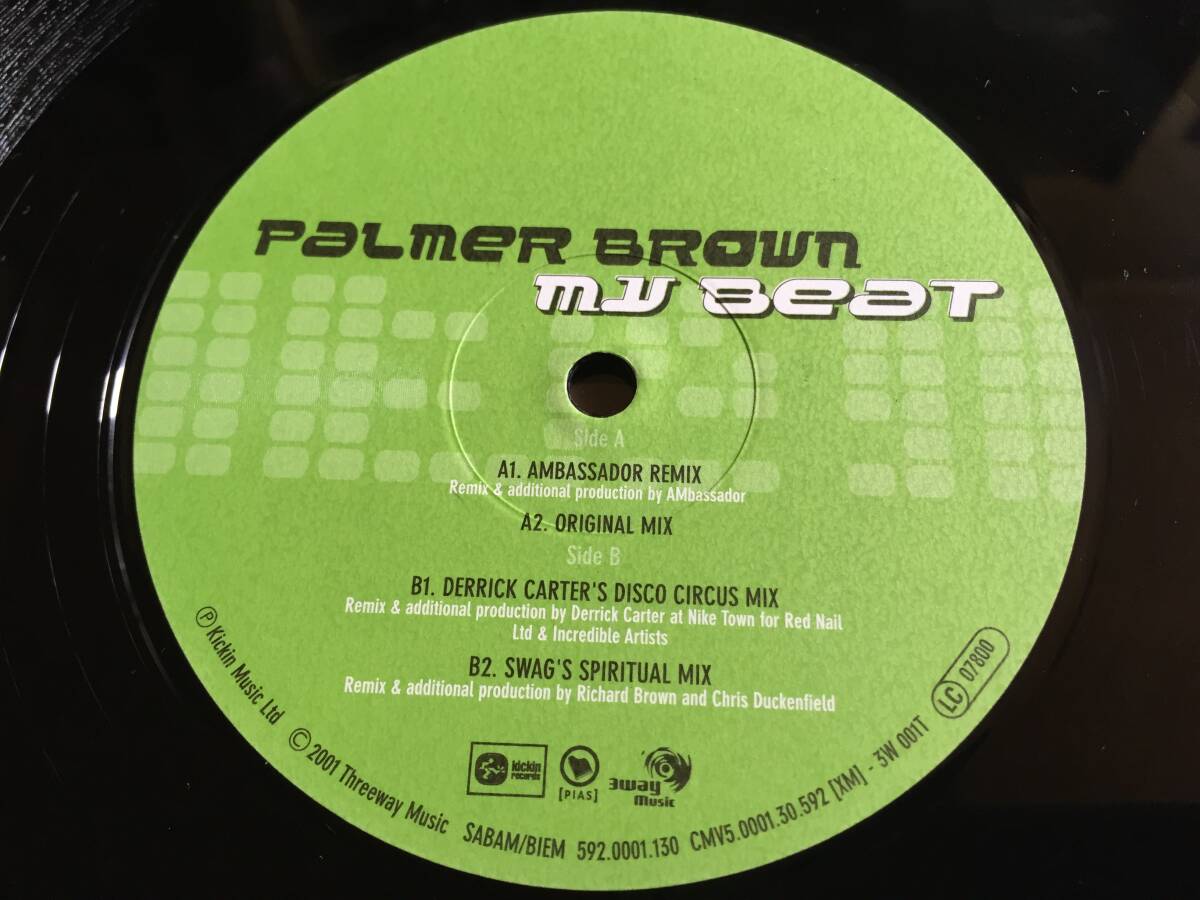 Palmer Brown
My Beat
Side A
A1. AMBASSADOR REMIX
Remix & additional production by AMbassador
A2. ORIGINAL MIX
Side B
B1. DERRICK CARTER'S DISCO CIRCUS MIX
Remix & additional production by Derrick Carter at Nike Town for Red Nail
Ltd & Incredible Artists
B2. SWAG'S SPIRITUAL MIX
Remix & additional production by Richard Brown and Chris Duckenfield
kickin
records
[PIAS]
3way
Music
℗ Kickin Music Ltd © 2001 Threeway Music SABAM/BIEM 592.0001.130 CMV5.0001.30.592 [XM] - 3W 001T LC 07800